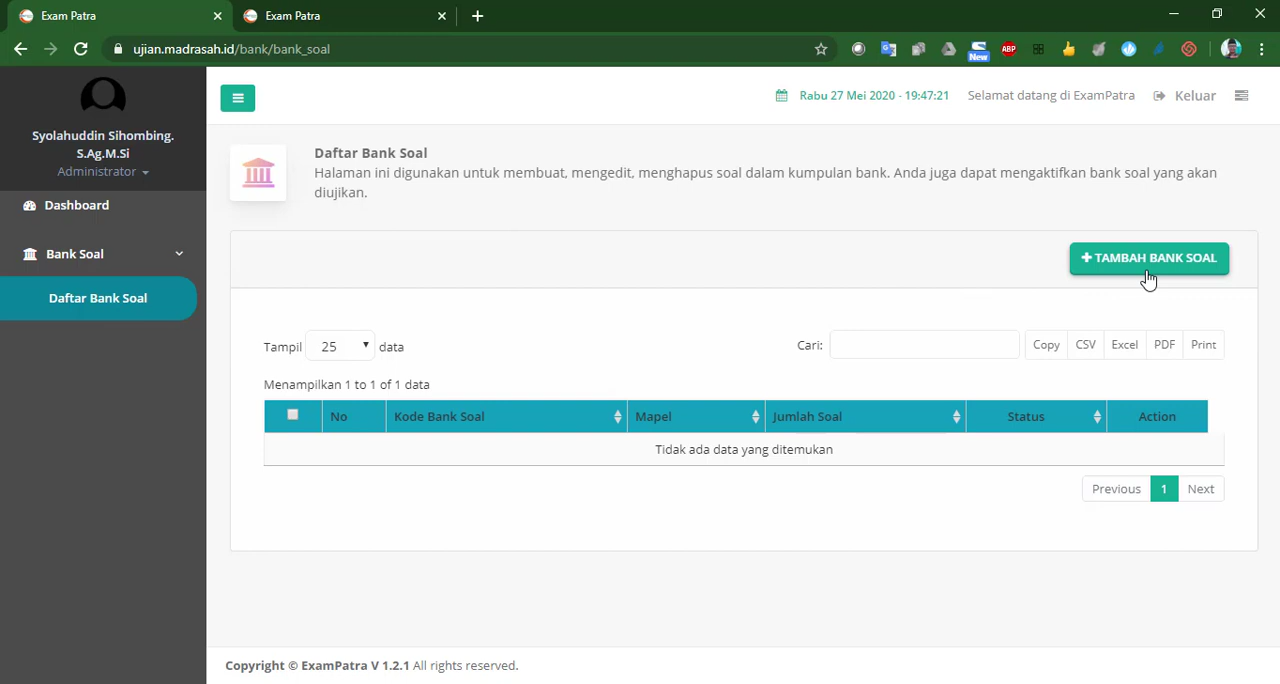 Exam Patra
Exam Patra
ujian.madrasah.id/bank/bank_soal
New
ABP
Syolahuddin Sihombing.
S.Ag.M.Si
Administrator
Dashboard
Bank Soal
Daftar Bank Soal
Rabu 27 Mei 2020 - 19:47:21
Selamat datang di ExamPatra
Keluar
Daftar Bank Soal
Halaman ini digunakan untuk membuat, mengedit, menghapus soal dalam kumpulan bank. Anda juga dapat mengaktifkan bank soal yang akan
diujikan.
+ TAMBAH BANK SOAL
Tampil 25 data
Cari:
Copy CSV Excel PDF Print
Menampilkan 1 to 1 of 1 data
No Kode Bank Soal Mapel Jumlah Soal Status Action
Tidak ada data yang ditemukan
Previous 1 Next
Copyright © ExamPatra V 1.2.1 All rights reserved.